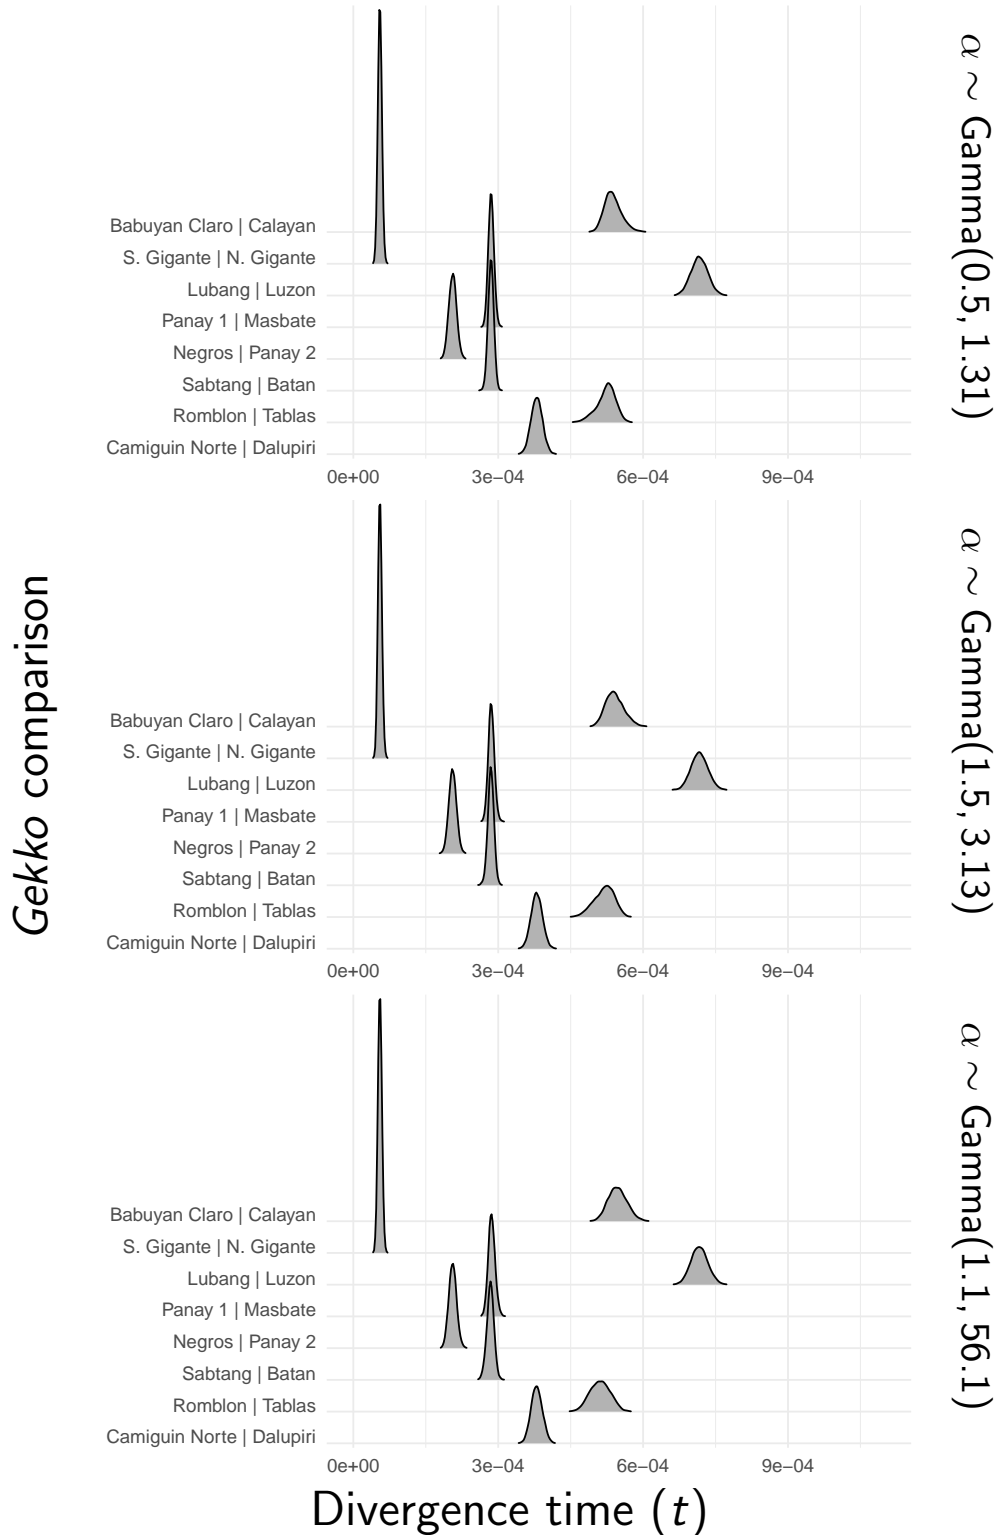 Babuyan Claro | Calayan
S. Gigante | N. Gigante
Lubang | Luzon
Panay 1 | Masbate
Negros | Panay 2
Sabtang | Batan
Romblon | Tablas
Camiguin Norte | Dalupiri
0e+00 3e−04 6e−04 9e−04
α ∼ Gamma(0.5, 1.31)
Gekko comparison
Babuyan Claro | Calayan
S. Gigante | N. Gigante
Lubang | Luzon
Panay 1 | Masbate
Negros | Panay 2
Sabtang | Batan
Romblon | Tablas
Camiguin Norte | Dalupiri
0e+00 3e−04 6e−04 9e−04
α ∼ Gamma(1.5, 3.13)
Babuyan Claro | Calayan
S. Gigante | N. Gigante
Lubang | Luzon
Panay 1 | Masbate
Negros | Panay 2
Sabtang | Batan
Romblon | Tablas
Camiguin Norte | Dalupiri
0e+00 3e−04 6e−04 9e−04
α ∼ Gamma(1.1, 56.1)
Divergence time (t)